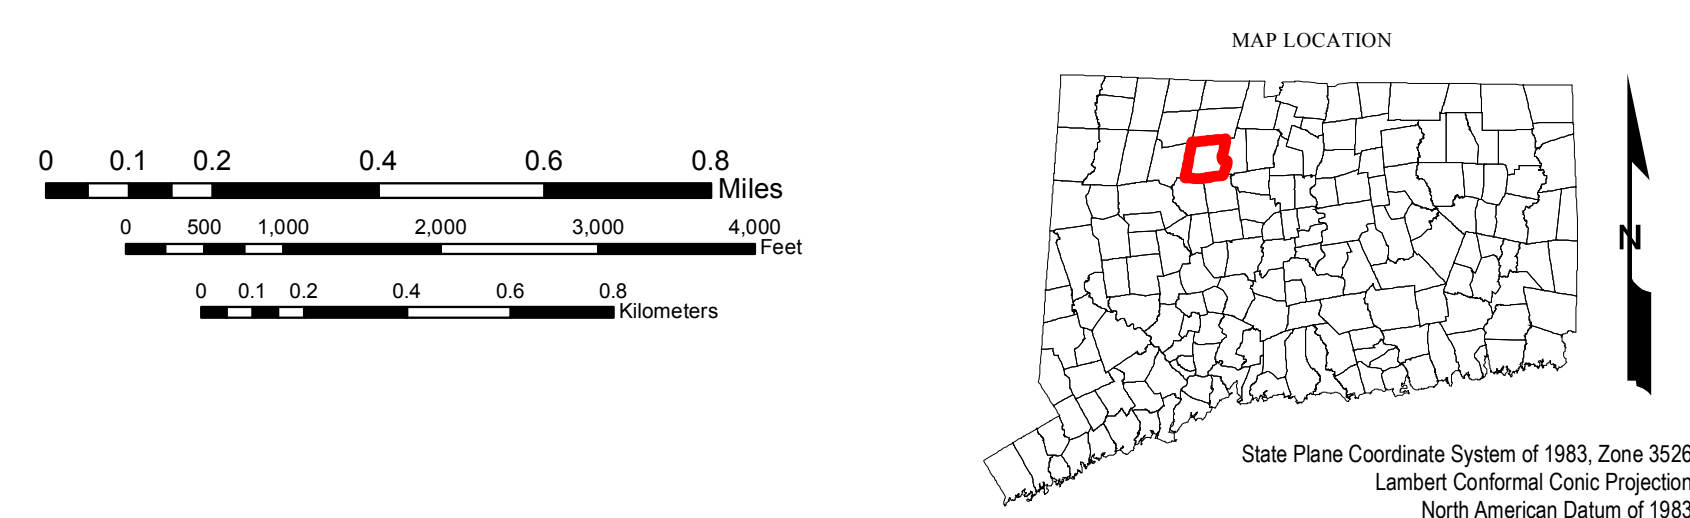 MAP LOCATION
0 0.1 0.2 0.4 0.6 0.8
Miles
0 500 1,000 2,000 3,000 4,000
Feet
0 0.1 0.2 0.4 0.6 0.8
Kilometers
N
State Plane Coordinate System of 1983, Zone 3526
Lambert Conformal Conic Projection
North American Datum of 1983